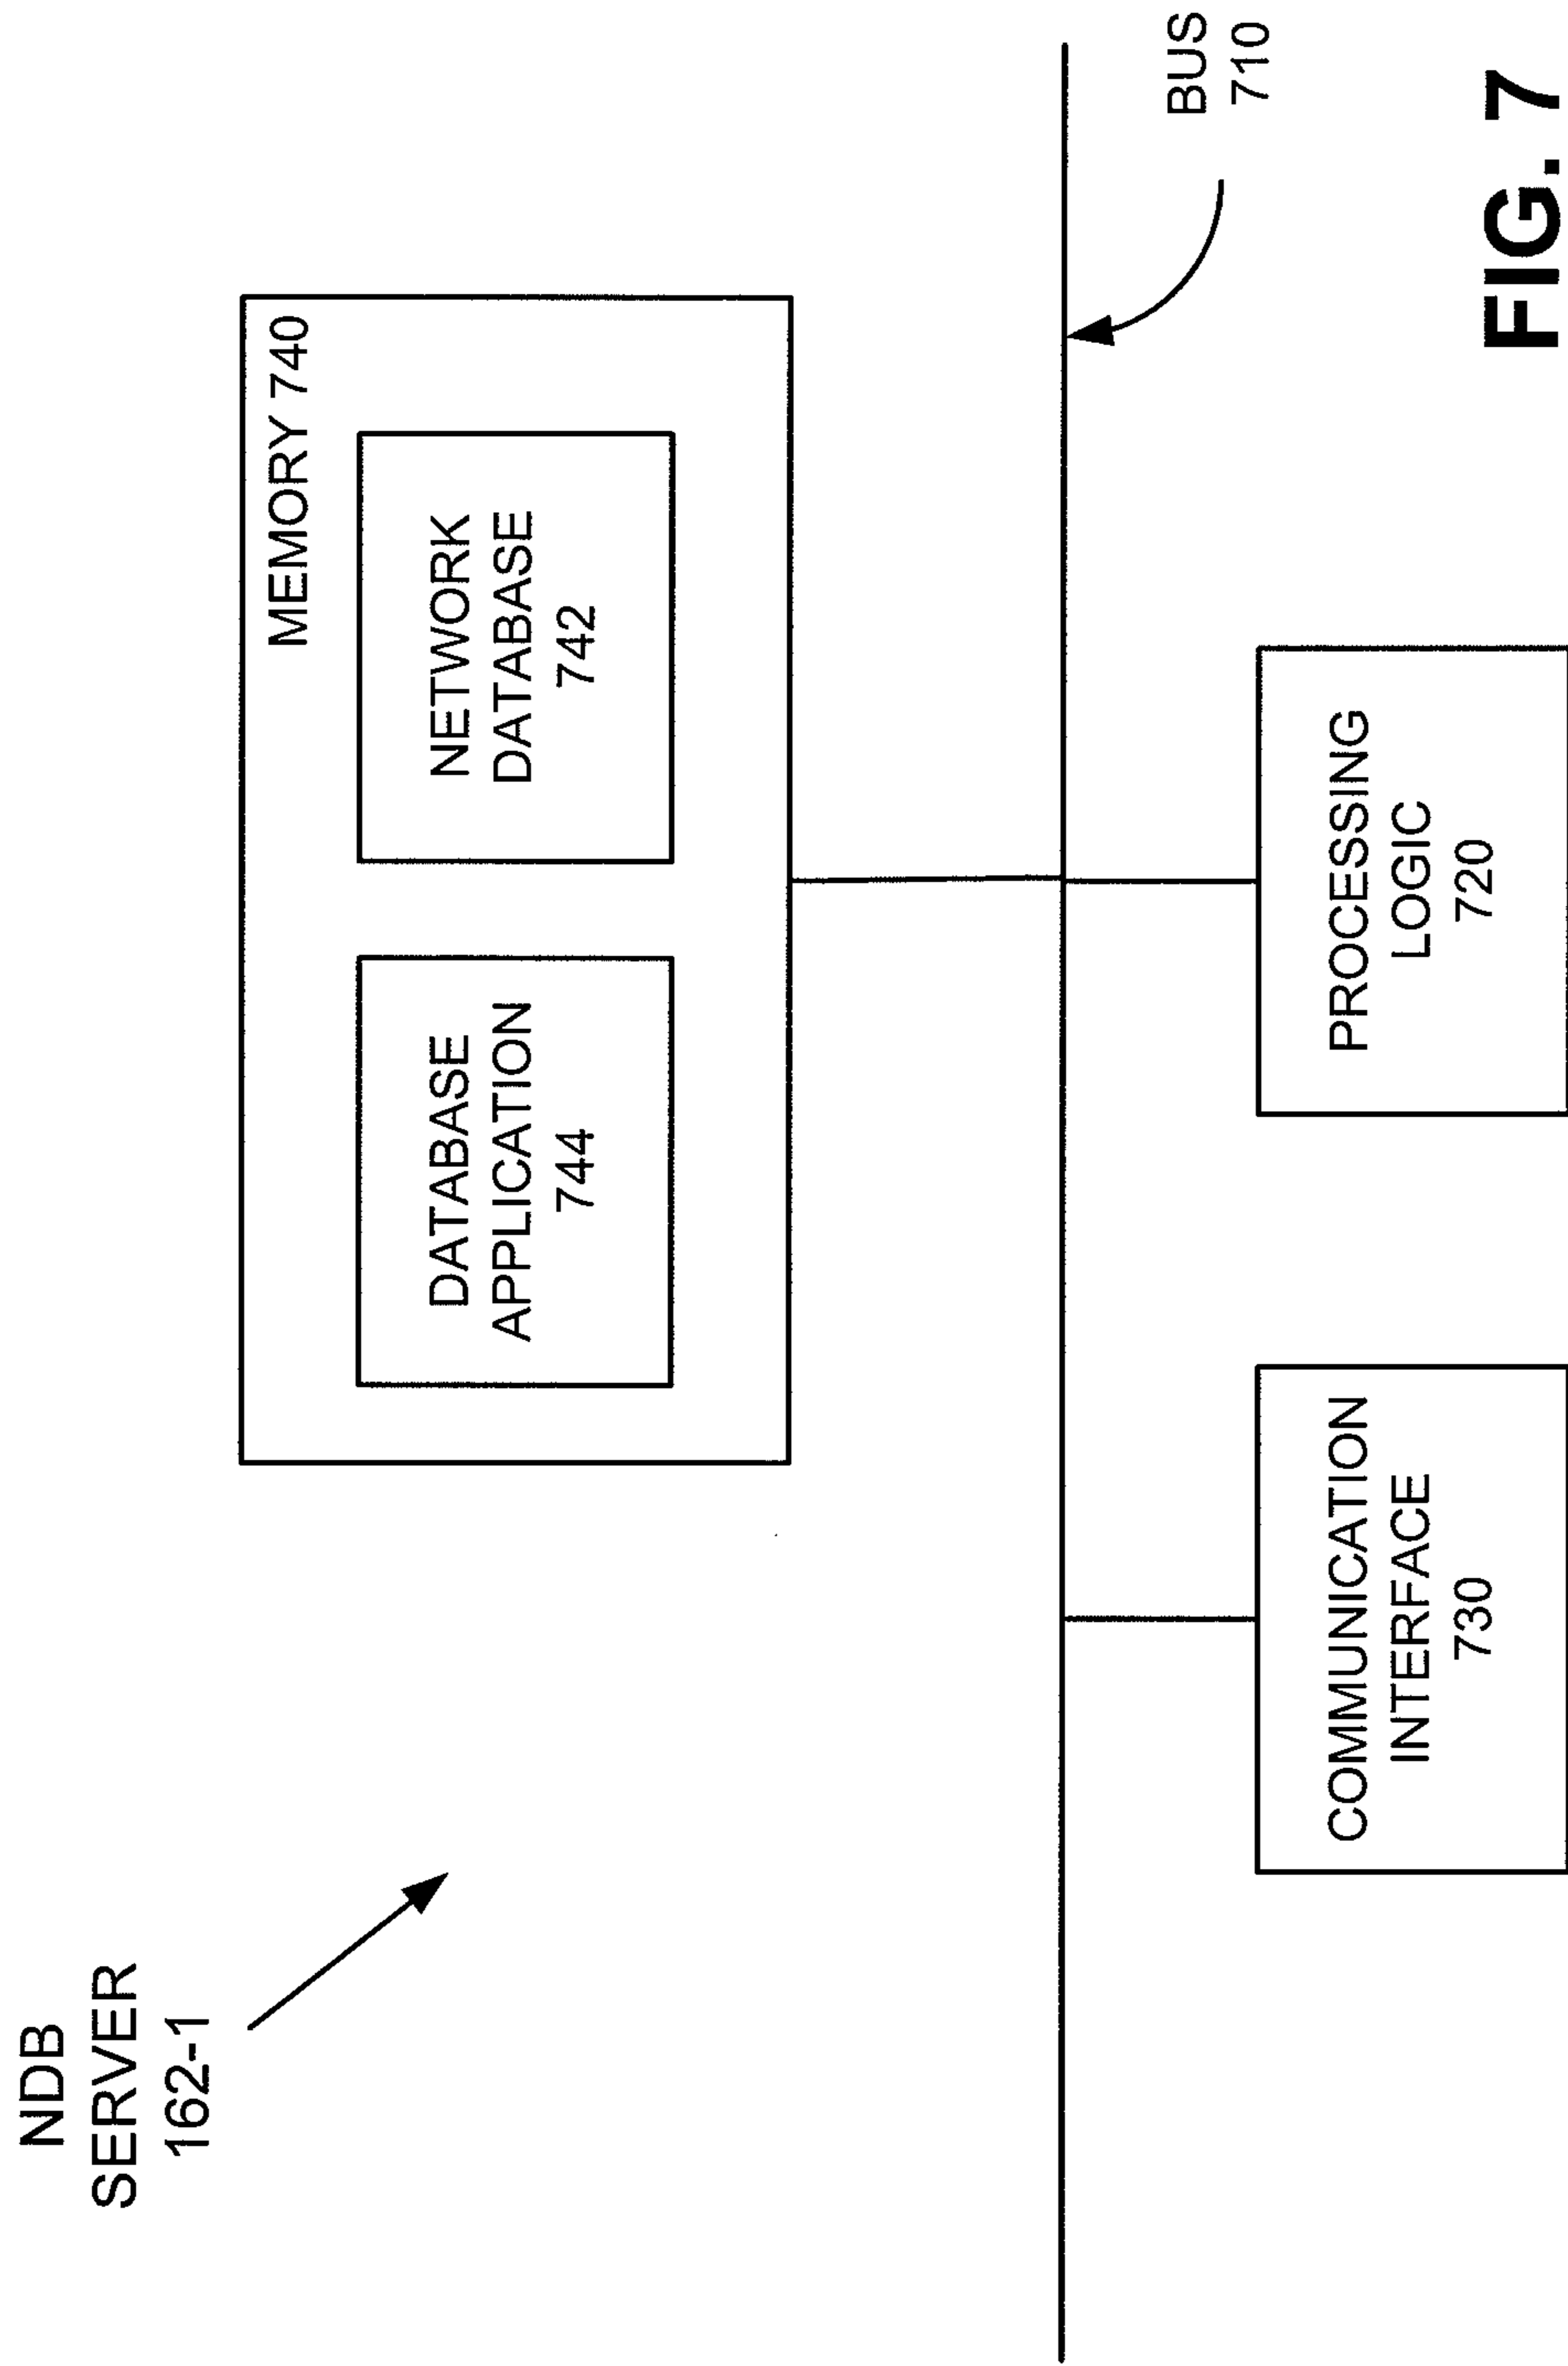 NDB
SERVER
162-1
MEMORY 740
DATABASE
APPLICATION
744
NETWORK
DATABASE
742
BUS
710
COMMUNICATION
INTERFACE
730
PROCESSING
LOGIC
720
FIG. 7